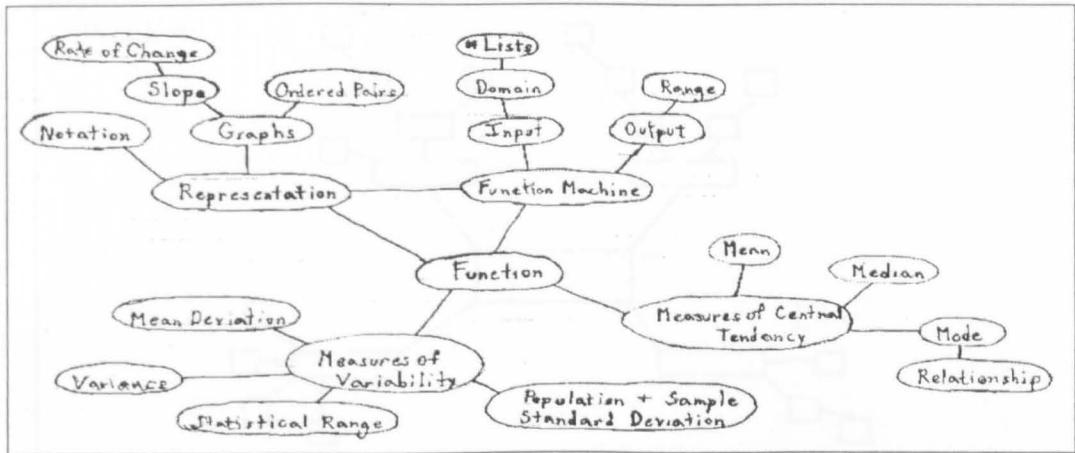 Rate of Change
# Lists
Slope
Ordered Pairs
Domain
Range
Notation
Graphs
Input
Output
Representation
Function Machine
Function
Mean
Median
Mean Deviation
Measures of Central
Tendency
Mode
Measures of
Variability
Variance
Relationship
Population + Sample
Standard Deviation
Statistical Range